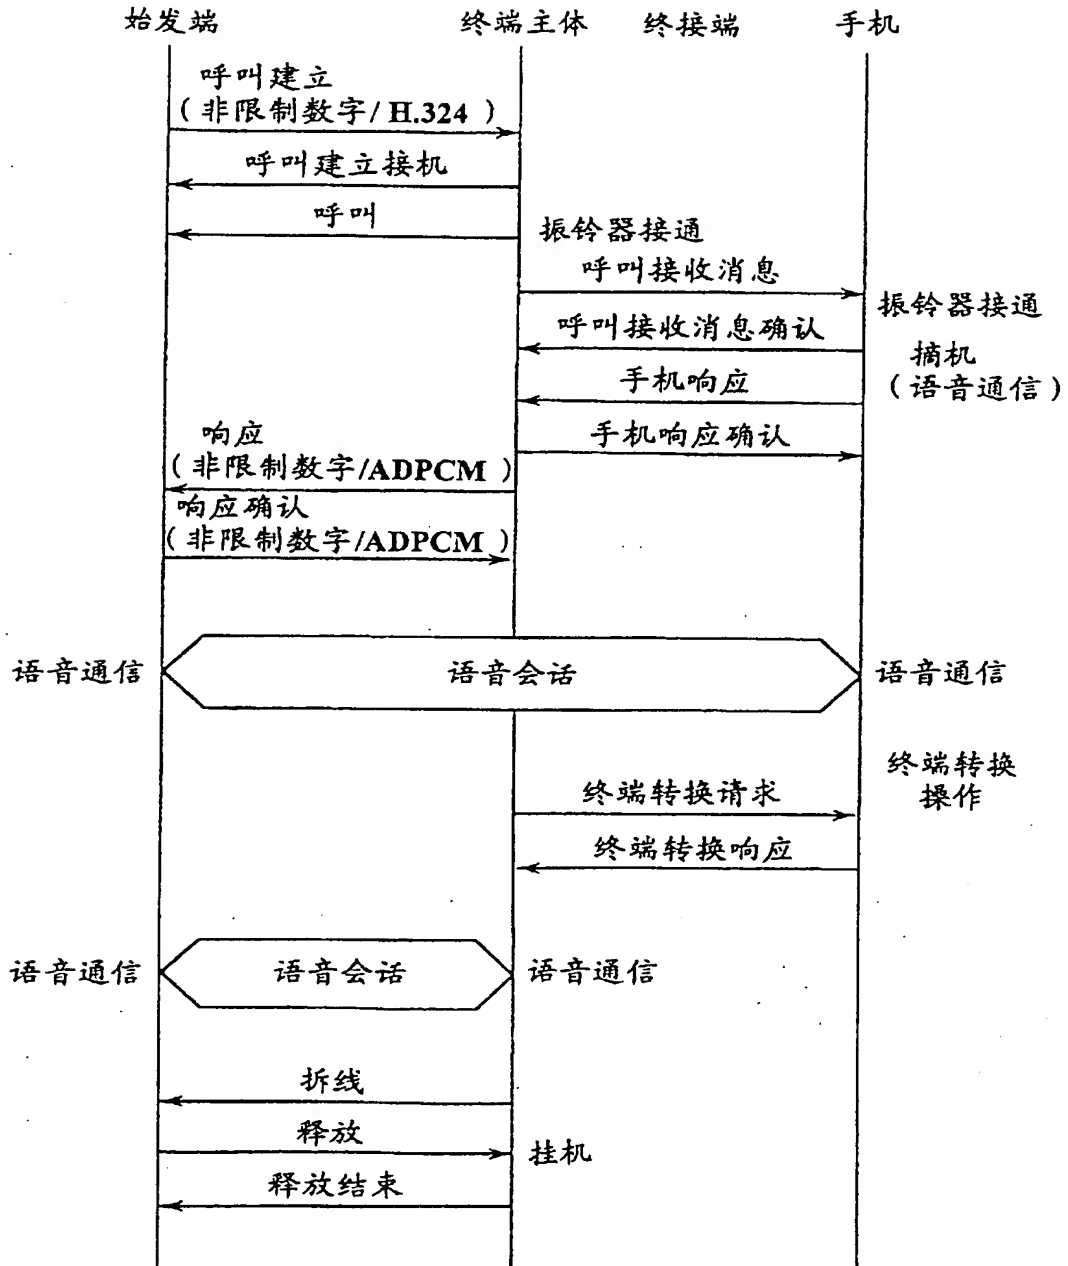 始发端 终端主体 终接端 手机
呼叫建立
(非限制数字/H.324)
呼叫建立接机
呼叫
振铃器接通
呼叫接收消息
振铃器接通
呼叫接收消息确认
摘机
(语音通信)
手机响应
响应
手机响应确认
(非限制数字/ADPCM)
响应确认
(非限制数字/ADPCM)
语音通信 语音会话 语音通信
终端转换
操作
终端转换请求
终端转换响应
语音通信 语音会话 语音通信
拆线
释放
挂机
释放结束